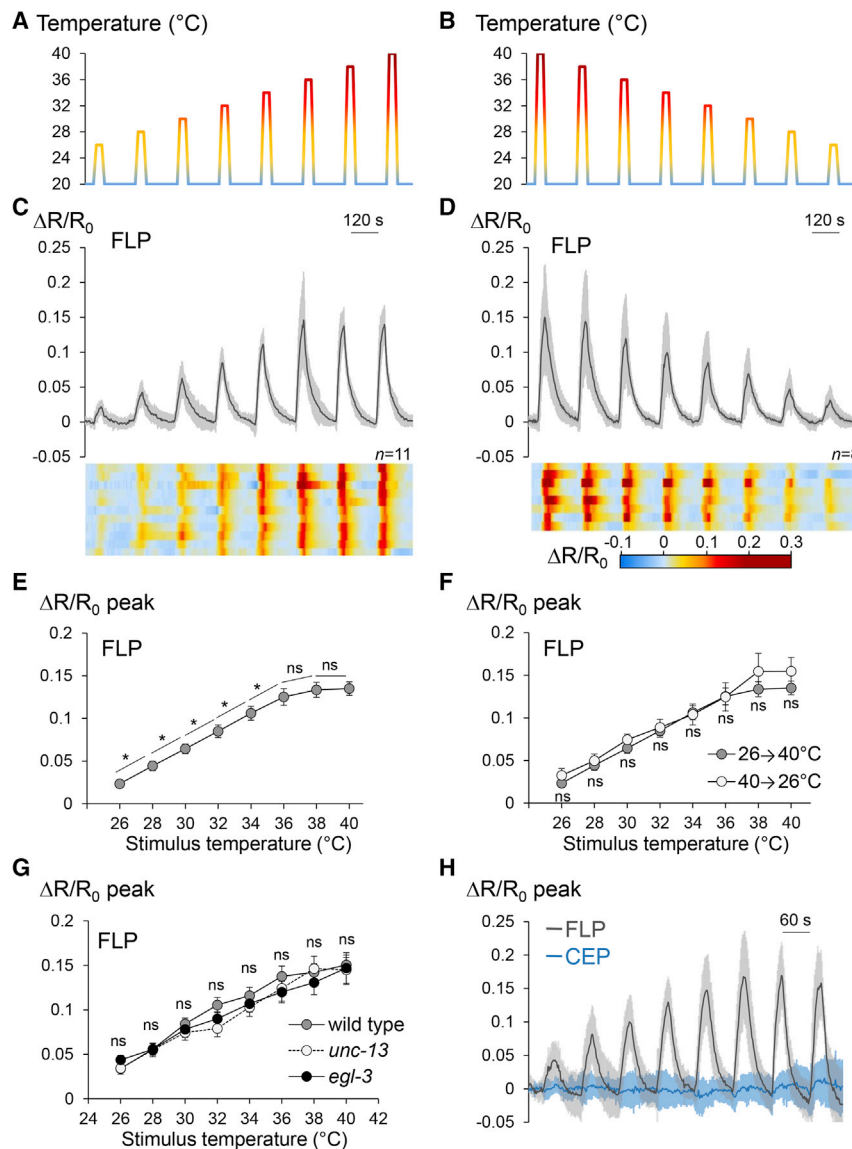 A Temperature (°C)
40
36
32
28
24
20
B Temperature (°C)
40
36
32
28
24
20
C ΔR/R0
FLP
120 s
0.25
0.2
0.15
0.1
0.05
0
-0.05
n=11
D ΔR/R0
FLP
120 s
0.25
0.2
0.15
0.1
0.05
0
-0.05
ΔR/R0
-0.1 0 0.1 0.2 0.3
E
ΔR/R0 peak
FLP
0.2
0.15
0.1
0.05
0
* * * * * ns ns
26 28 30 32 34 36 38 40
Stimulus temperature (°C)
F
ΔR/R0 peak
FLP
0.2
0.15
0.1
0.05
0
ns ns ns ns ns ns ns ns
26→40°C
40→26°C
26 28 30 32 34 36 38 40
Stimulus temperature (°C)
G
ΔR/R0 peak
FLP
0.2
0.15
0.1
0.05
0
ns ns ns ns ns ns ns ns
wild type
unc-13
egl-3
24 26 28 30 32 34 36 38 40 42
Stimulus temperature (°C)
H
ΔR/R0 peak
FLP
CEP
60 s
0.25
0.2
0.15
0.1
0.05
0
-0.05